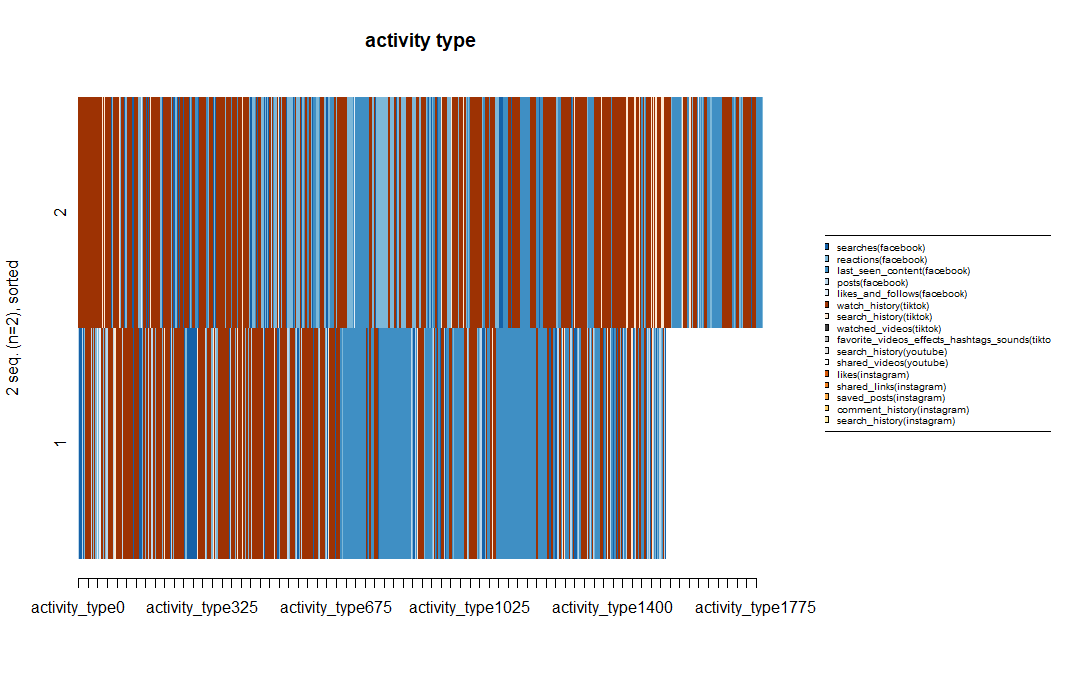 activity type
2 seq. (n=2), sorted
2
1
activity_type0
activity_type325
activity_type675
activity_type1025
activity_type1400
activity_type1775
searches(facebook)
reactions(facebook)
last_seen_content(facebook)
posts(facebook)
likes_and_follows(facebook)
watch_history(tiktok)
search_history(tiktok)
watched_videos(tiktok)
favorite_videos_effects_hashtags_sounds(tikto
search_history(youtube)
shared_videos(youtube)
likes(instagram)
shared_links(instagram)
saved_posts(instagram)
comment_history(instagram)
search_history(instagram)